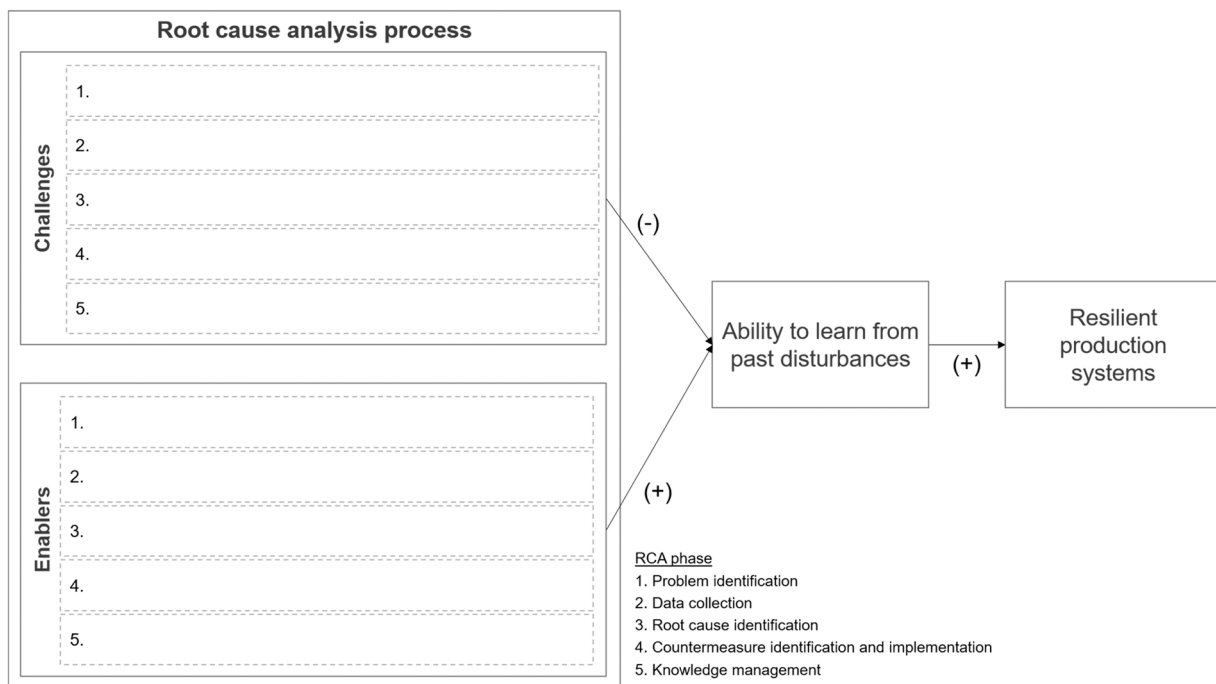 Root cause analysis process
Challenges
1.
2.
3.
4.
5.
Enablers
1.
2.
3.
4.
5.
(-)
(+)
Ability to learn from
past disturbances
(+)
Resilient
production
systems
RCA phase
1. Problem identification
2. Data collection
3. Root cause identification
4. Countermeasure identification and implementation
5. Knowledge management